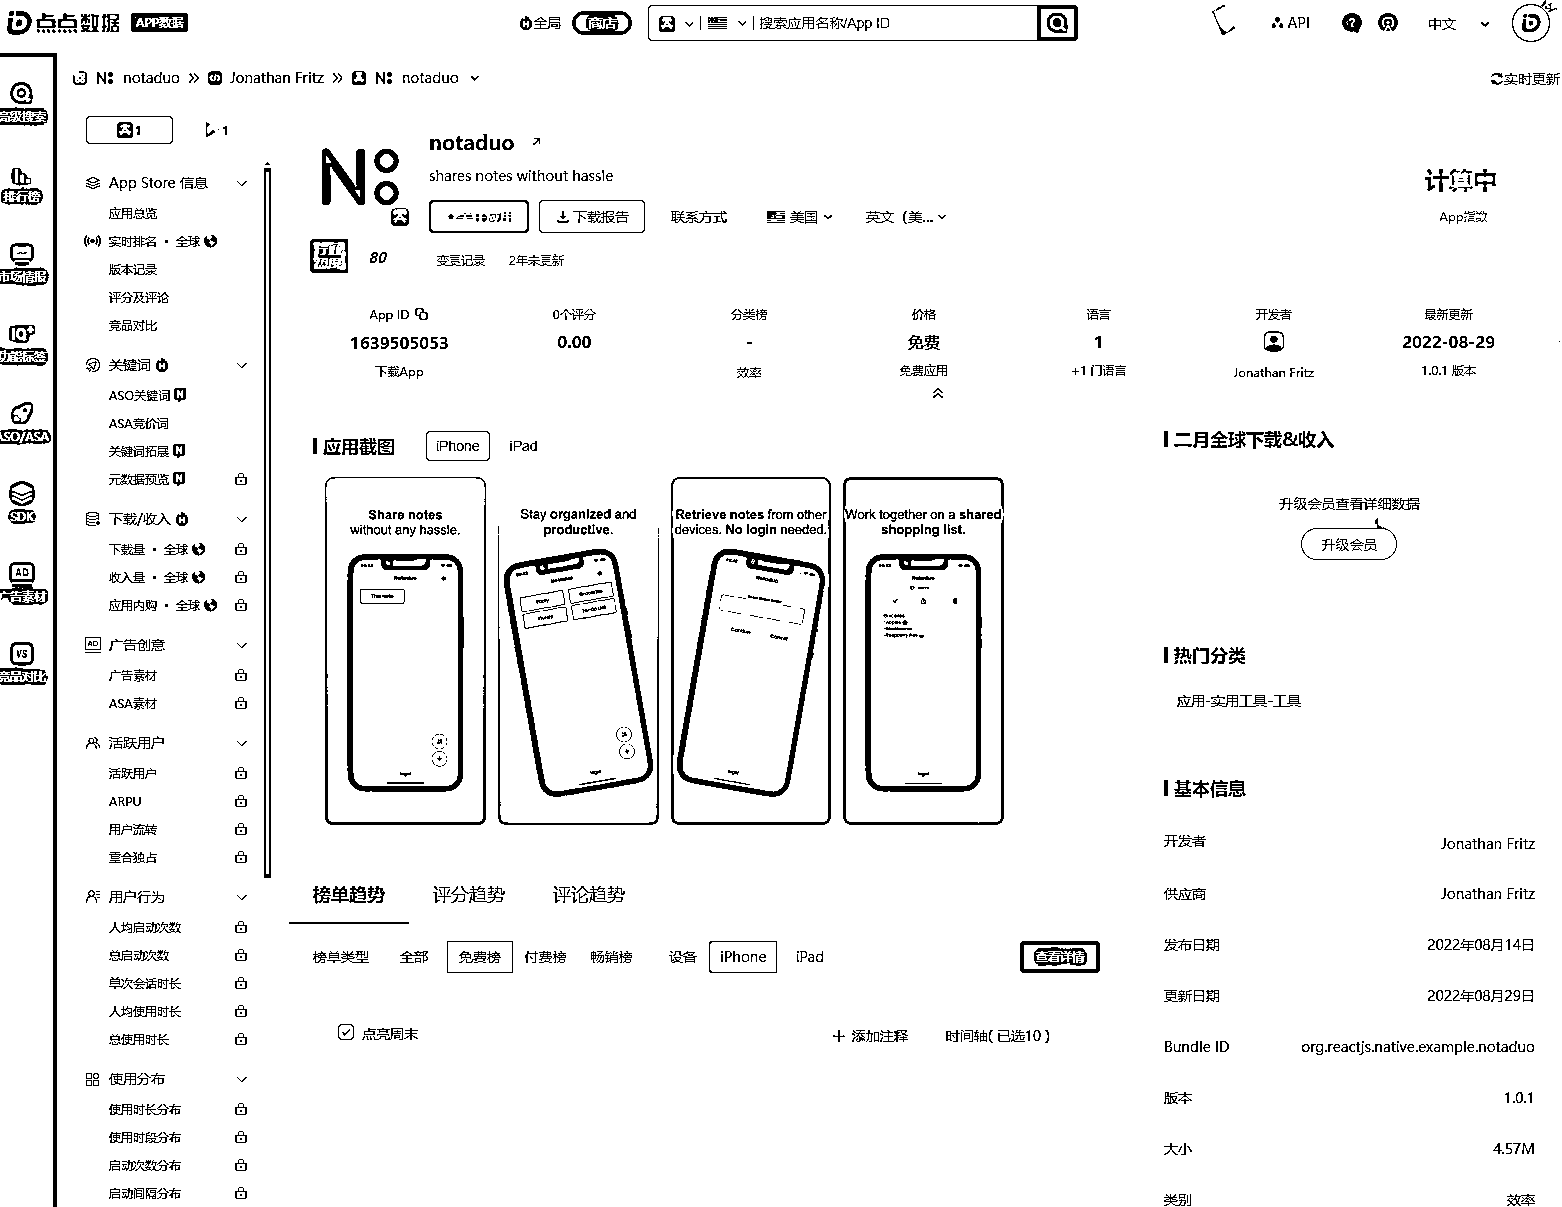 点点数据 APP数据
全局 商店
搜索应用名称/App ID
API
中文
N: notaduo » Jonathan Fritz » N: notaduo
实时更新
高级搜索
排行榜
市场情报
功能标签
ASO/ASA
SDK
广告素材
竞品对比
1
1
App Store 信息
应用总览
实时排名 · 全球
版本记录
评分及评论
竞品对比
关键词
ASO关键词
ASA竞价词
关键词拓展
元数据预览
下载/收入
下载量 · 全球
收入量 · 全球
应用内购 · 全球
广告创意
广告素材
ASA素材
活跃用户
活跃用户
ARPU
用户流转
重合独占
用户行为
人均启动次数
总启动次数
单次会话时长
人均使用时长
总使用时长
使用分布
使用时长分布
使用时段分布
启动次数分布
启动间隔分布
N:
notaduo
shares notes without hassle
下载报告
联系方式
美国
英文（美...
80
变更记录
2年未更新
计算中
App指数
App ID
1639505053
下载App
0个评分
0.00
分类榜
-
效率
价格
免费
免费应用
语言
1
+1 门语言
开发者
Jonathan Fritz
最新更新
2022-08-29
1.0.1 版本
应用截图
iPhone
iPad
Share notes
without any hassle.
Stay organized and
productive.
Retrieve notes from other
devices. No login needed.
Work together on a shared
shopping list.
榜单趋势
评分趋势
评论趋势
榜单类型
全部
免费榜
付费榜
畅销榜
设备
iPhone
iPad
查看详情
点亮周末
添加注释
时间轴( 已选10 )
二月全球下载&收入
升级会员查看详细数据
升级会员
热门分类
应用-实用工具-工具
基本信息
开发者
Jonathan Fritz
供应商
Jonathan Fritz
发布日期
2022年08月14日
更新日期
2022年08月29日
Bundle ID
org.reactjs.native.example.notaduo
版本
1.0.1
大小
4.57M
类别
效率